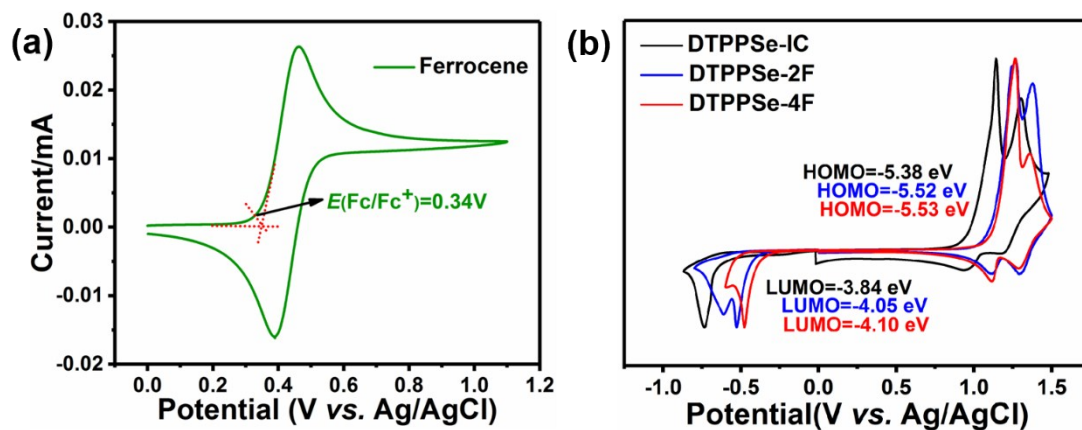 (a)
Current/mA
0.03
0.02
0.01
0.00
-0.01
-0.02
Ferrocene
E(Fc/Fc⁺)=0.34V
0.0 0.2 0.4 0.6 0.8 1.0 1.2
Potential (V vs. Ag/AgCl)
(b)
DTPPSe-IC
DTPPSe-2F
DTPPSe-4F
HOMO=-5.38 eV
HOMO=-5.52 eV
HOMO=-5.53 eV
LUMO=-3.84 eV
LUMO=-4.05 eV
LUMO=-4.10 eV
-1.0 -0.5 0.0 0.5 1.0 1.5
Potential(V vs. Ag/AgCl)